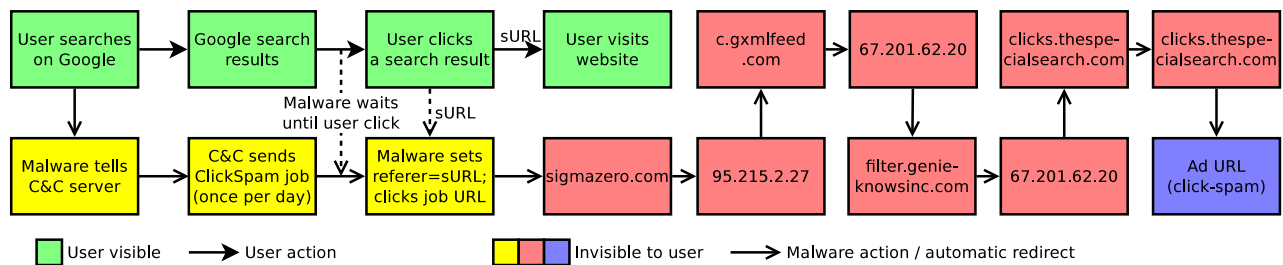 User searches
on Google
Google search
results
User clicks
a search result
sURL
User visits
website
c.gxmlfeed
.com
67.201.62.20
clicks.thespe-
cialsearch.com
clicks.thespe-
cialsearch.com
Malware waits
until user click
sURL
Malware tells
C&C server
C&C sends
ClickSpam job
(once per day)
Malware sets
referer=sURL;
clicks job URL
sigmazero.com
95.215.2.27
filter.genie-
knowsinc.com
67.201.62.20
Ad URL
(click-spam)
User visible
User action
Invisible to user
Malware action / automatic redirect